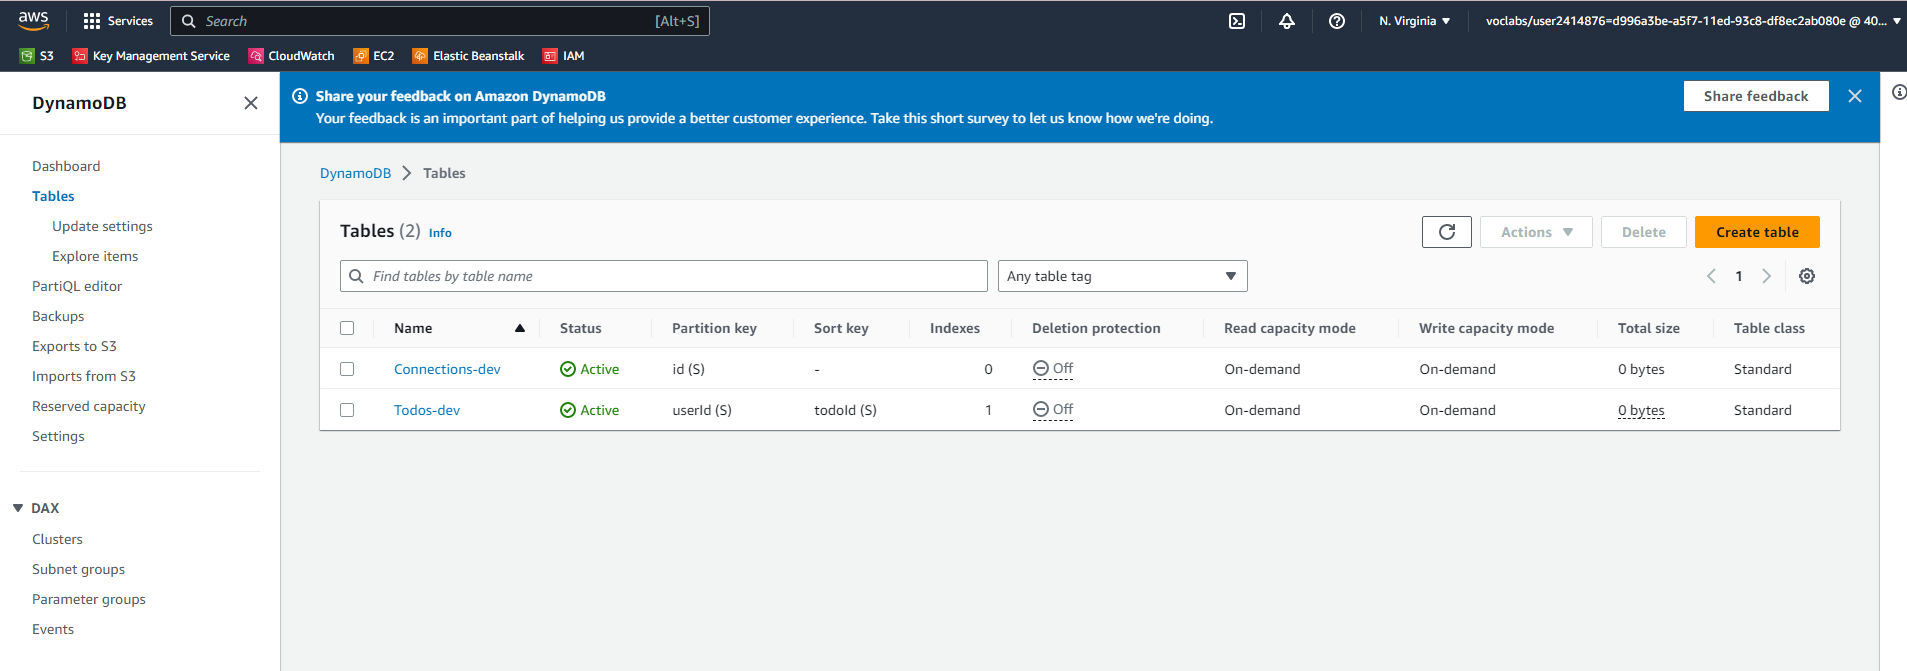 aws
Services
Search [Alt+S]
N. Virginia
voclabs/user2414876=d996a3be-a5f7-11ed-93c8-df8ec2ab080e @ 40...
S3 Key Management Service CloudWatch EC2 Elastic Beanstalk IAM
DynamoDB
Dashboard
Tables
Update settings
Explore items
PartiQL editor
Backups
Exports to S3
Imports from S3
Reserved capacity
Settings
DAX
Clusters
Subnet groups
Parameter groups
Events
Share your feedback on Amazon DynamoDB
Your feedback is an important part of helping us provide a better customer experience. Take this short survey to let us know how we're doing.
Share feedback
DynamoDB Tables
Tables (2) Info
Actions Delete Create table
Find tables by table name
Any table tag
1
Name Status Partition key Sort key Indexes Deletion protection Read capacity mode Write capacity mode Total size Table class
Connections-dev Active id (S) - 0 Off On-demand On-demand 0 bytes Standard
Todos-dev Active userId (S) todoId (S) 1 Off On-demand On-demand 0 bytes Standard